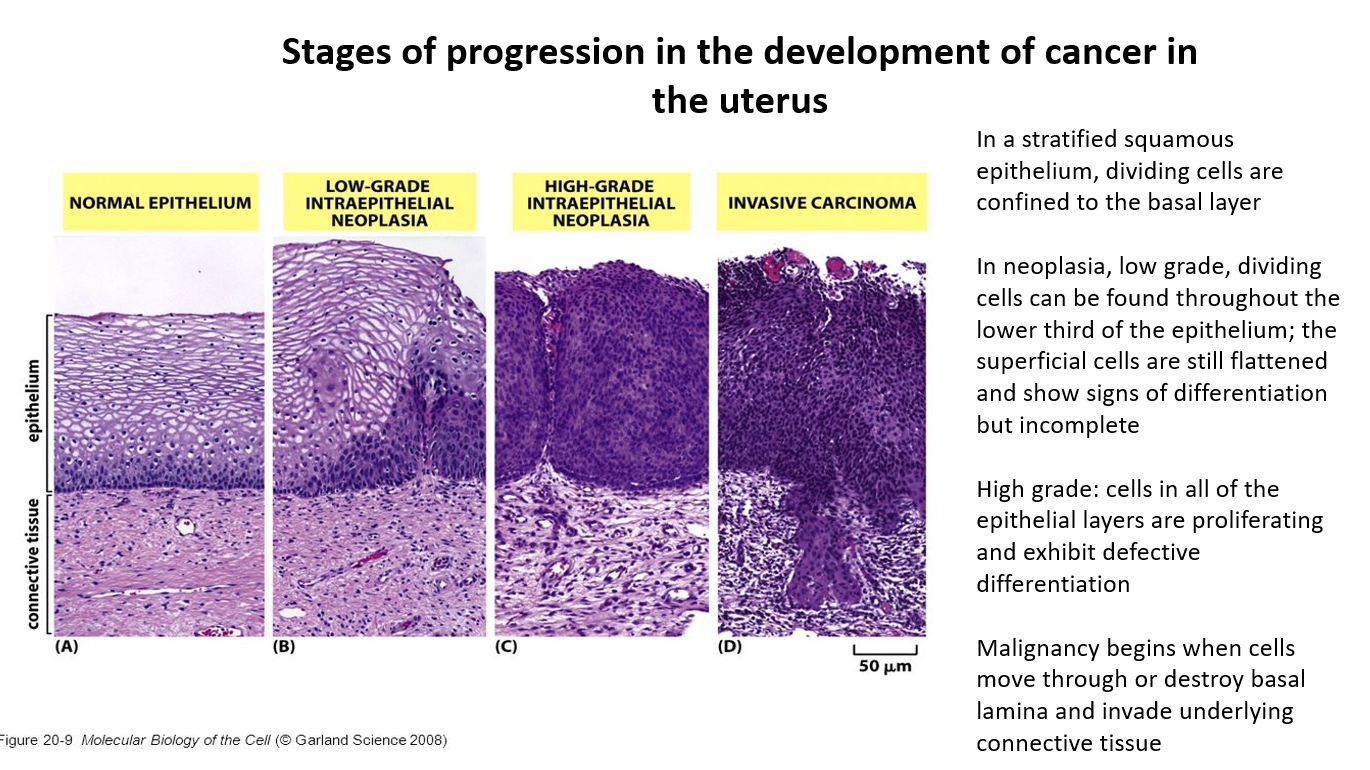 Stages of progression in the development of cancer in
the uterus
In a stratified squamous
epithelium, dividing cells are
confined to the basal layer
In neoplasia, low grade, dividing
cells can be found throughout the
lower third of the epithelium; the
superficial cells are still flattened
and show signs of differentiation
but incomplete
High grade: cells in all of the
epithelial layers are proliferating
and exhibit defective
differentiation
Malignancy begins when cells
move through or destroy basal
lamina and invade underlying
connective tissue
NORMAL EPITHELIUM
LOW-GRADE
INTRAEPITHELIAL
NEOPLASIA
HIGH-GRADE
INTRAEPITHELIAL
NEOPLASIA
INVASIVE CARCINOMA
epithelium
connective tissue
(A)
(B)
(C)
(D)
50 μm
Figure 20-9 Molecular Biology of the Cell (© Garland Science 2008)